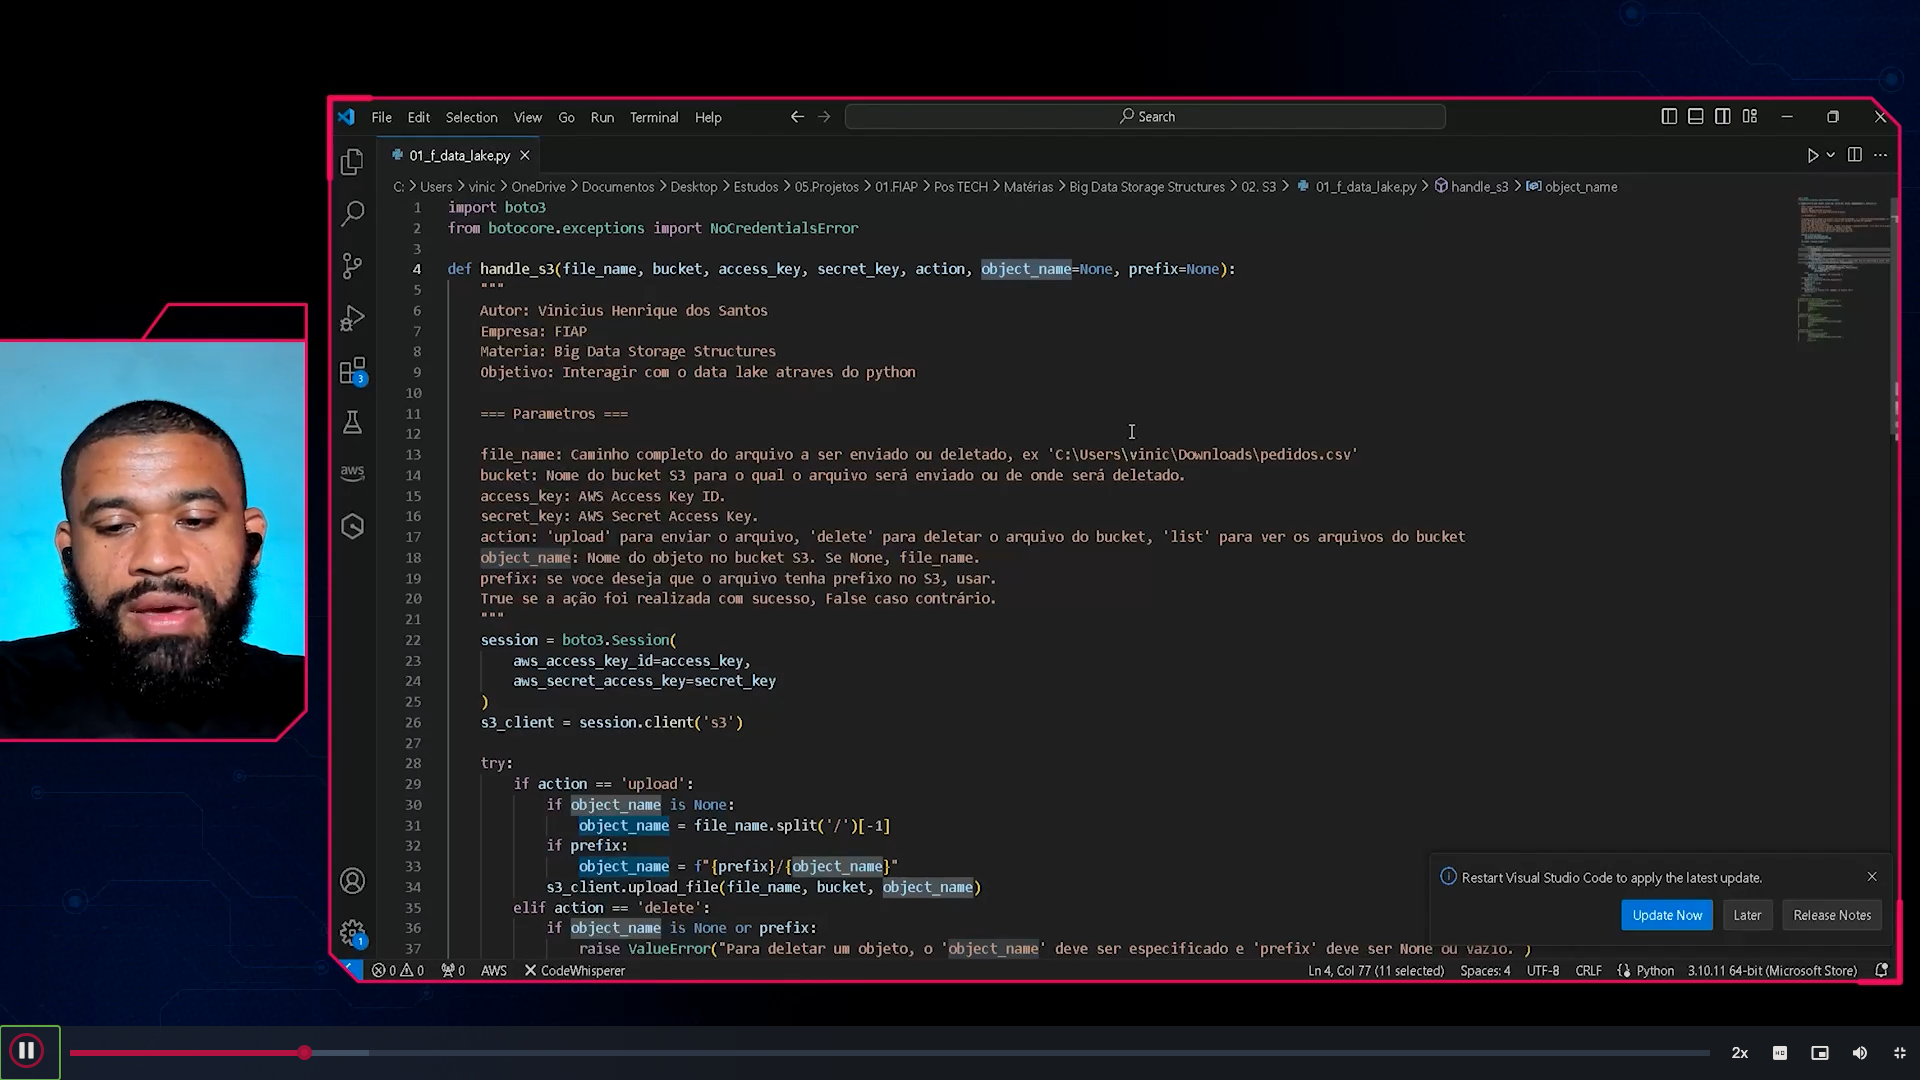 File Edit Selection View Go Run Terminal Help
Search
01_f_data_lake.py
C: > Users > vinic > OneDrive > Documentos > Desktop > Estudos > 05.Projetos > 01.FIAP > Pos TECH > Matérias > Big Data Storage Structures > 02. S3 > 01_f_data_lake.py > handle_s3 > object_name
1 import boto3
2 from botocore.exceptions import NoCredentialsError
3
4 def handle_s3(file_name, bucket, access_key, secret_key, action, object_name=None, prefix=None):
5 """
6 Autor: Vinicius Henrique dos Santos
7 Empresa: FIAP
8 Materia: Big Data Storage Structures
9 Objetivo: Interagir com o data lake atraves do python
10
11 === Parametros ===
12
13 file_name: Caminho completo do arquivo a ser enviado ou deletado, ex 'C:\Users\vinic\Downloads\pedidos.csv'
14 bucket: Nome do bucket S3 para o qual o arquivo será enviado ou de onde será deletado.
15 access_key: AWS Access Key ID.
16 secret_key: AWS Secret Access Key.
17 action: 'upload' para enviar o arquivo, 'delete' para deletar o arquivo do bucket, 'list' para ver os arquivos do bucket
18 object_name: Nome do objeto no bucket S3. Se None, file_name.
19 prefix: se voce deseja que o arquivo tenha prefixo no S3, usar.
20 True se a ação foi realizada com sucesso, False caso contrário.
21 """
22 session = boto3.Session(
23 aws_access_key_id=access_key,
24 aws_secret_access_key=secret_key
25 )
26 s3_client = session.client('s3')
27
28 try:
29 if action == 'upload':
30 if object_name is None:
31 object_name = file_name.split('/')[-1]
32 if prefix:
33 object_name = f"{prefix}/{object_name}"
34 s3_client.upload_file(file_name, bucket, object_name)
35 elif action == 'delete':
36 if object_name is None or prefix:
37 raise ValueError("Para deletar um objeto, o 'object_name' deve ser especificado e 'prefix' deve ser None ou vazio.")
3
aws
1
Restart Visual Studio Code to apply the latest update.
Update Now Later Release Notes
0 0 0 AWS CodeWhisperer Ln 4, Col 77 (11 selected) Spaces: 4 UTF-8 CRLF Python 3.10.11 64-bit (Microsoft Store)
2x